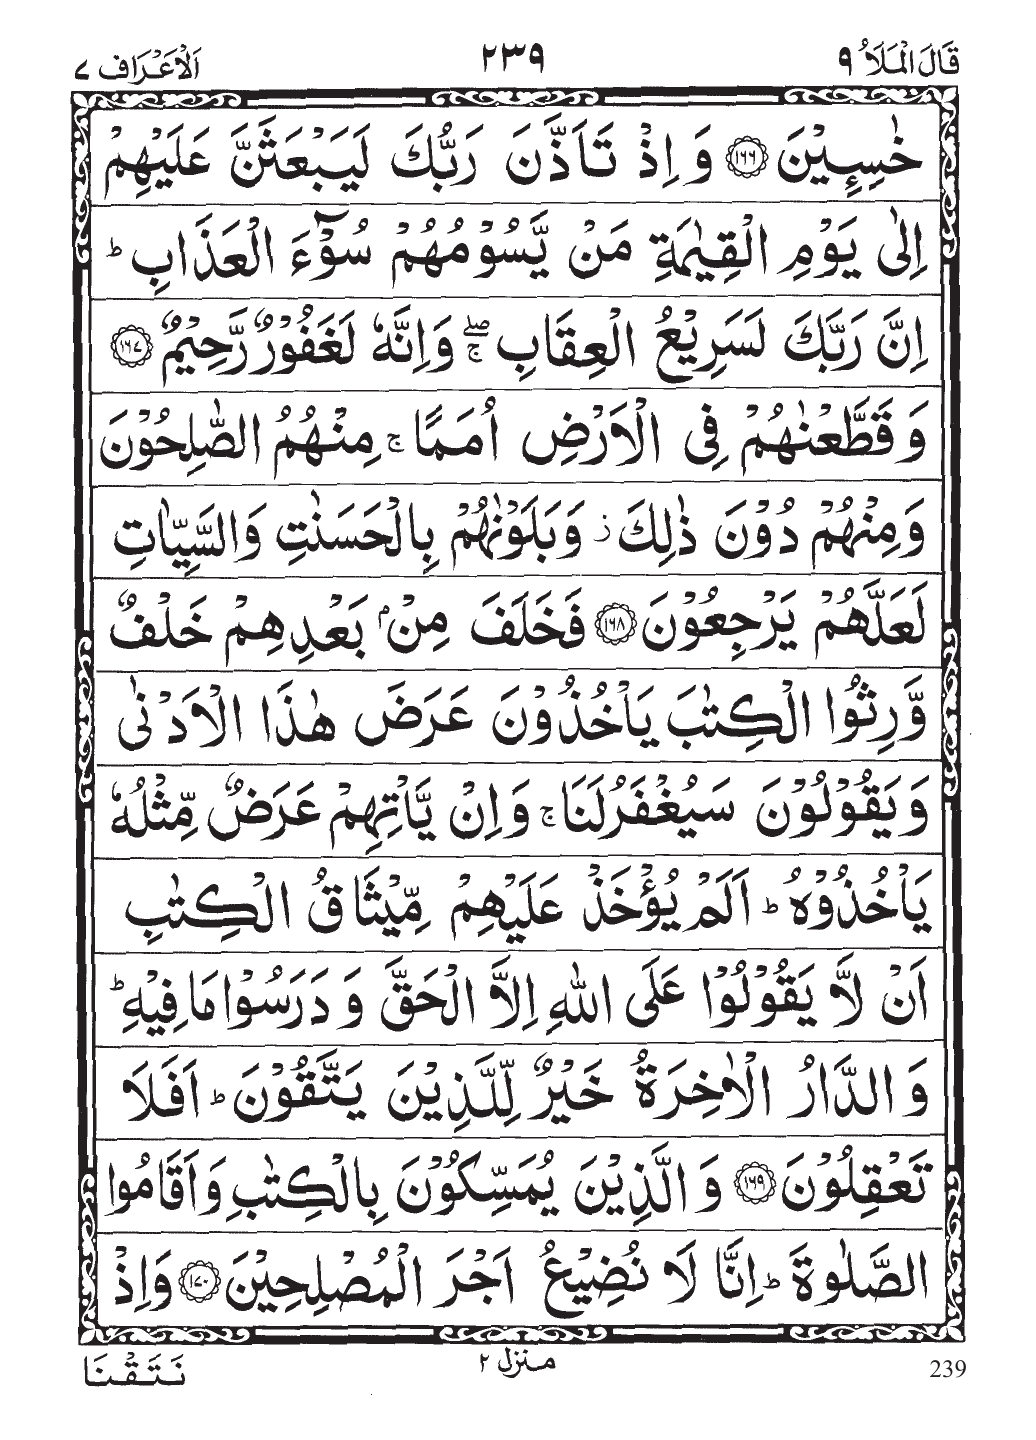 قَالَ الْمَلَاُ ٩
٢٣٩
اَلْاَعْرَاف ٧
خٰسِـِٕيْنَ ۝١٦٦ وَ اِذْ تَاَذَّنَ رَبُّكَ لَيَبْعَثَنَّ عَلَيْهِمْ
اِلٰى يَوْمِ الْقِيٰمَةِ مَنْ يَّسُوْمُهُمْ سُوْٓءَ الْعَذَابِ ؕ
اِنَّ رَبَّكَ لَسَرِيْعُ الْعِقَابِ ۖۚ وَاِنَّهٗ لَغَفُوْرٌ رَّحِيْمٌ ۝١٦٧
وَ قَطَّعْنٰهُمْ فِى الْاَرْضِ اُمَمًا ۚ مِنْهُمُ الصّٰلِحُوْنَ
وَمِنْهُمْ دُوْنَ ذٰلِكَ ؗ وَبَلَوْنٰهُمْ بِالْحَسَنٰتِ وَالسَّيِّاٰتِ
لَعَلَّهُمْ يَرْجِعُوْنَ ۝١٦٨ فَخَلَفَ مِنْۢ بَعْدِهِمْ خَلْفٌ
وَّرِثُوا الْكِتٰبَ يَاْخُذُوْنَ عَرَضَ هٰذَا الْاَدْنٰى
وَيَقُوْلُوْنَ سَيُغْفَرُ لَنَا ۚ وَاِنْ يَّاْتِهِمْ عَرَضٌ مِّثْلُهٗ
يَاْخُذُوْهُ ؕ اَلَمْ يُؤْخَذْ عَلَيْهِمْ مِّيْثَاقُ الْكِتٰبِ
اَنْ لَّا يَقُوْلُوْا عَلَى اللّٰهِ اِلَّا الْحَقَّ وَ دَرَسُوْا مَا فِيْهِ ؕ
وَ الدَّارُ الْاٰخِرَةُ خَيْرٌ لِّلَّذِيْنَ يَتَّقُوْنَ ؕ اَفَلَا
تَعْقِلُوْنَ ۝١٦٩ وَ الَّذِيْنَ يُمَسِّكُوْنَ بِالْكِتٰبِ وَاَقَامُوا
الصَّلٰوةَ ؕ اِنَّا لَا نُضِيْعُ اَجْرَ الْمُصْلِحِيْنَ ۝١٧٠ وَاِذْ
نَتَقْنَا
منزل ٢
239